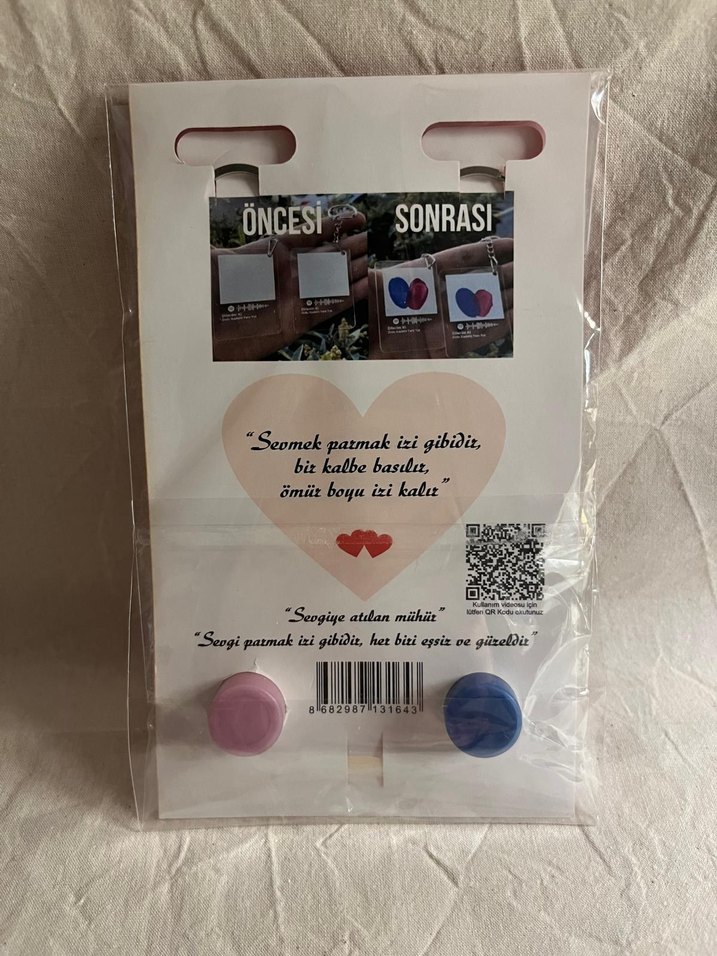 ÖNCESİ
SONRASI
“Sevmek parmak izi gibidir,
bir kalbe basılır,
ömür boyu izi kalır”
Kullanım videosu için
lütfen QR Kodu okutunuz
“Sevgiye atılan mühür”
“Sevgi parmak izi gibidir, her biri eşsiz ve güzeldir”
8 682987 131643